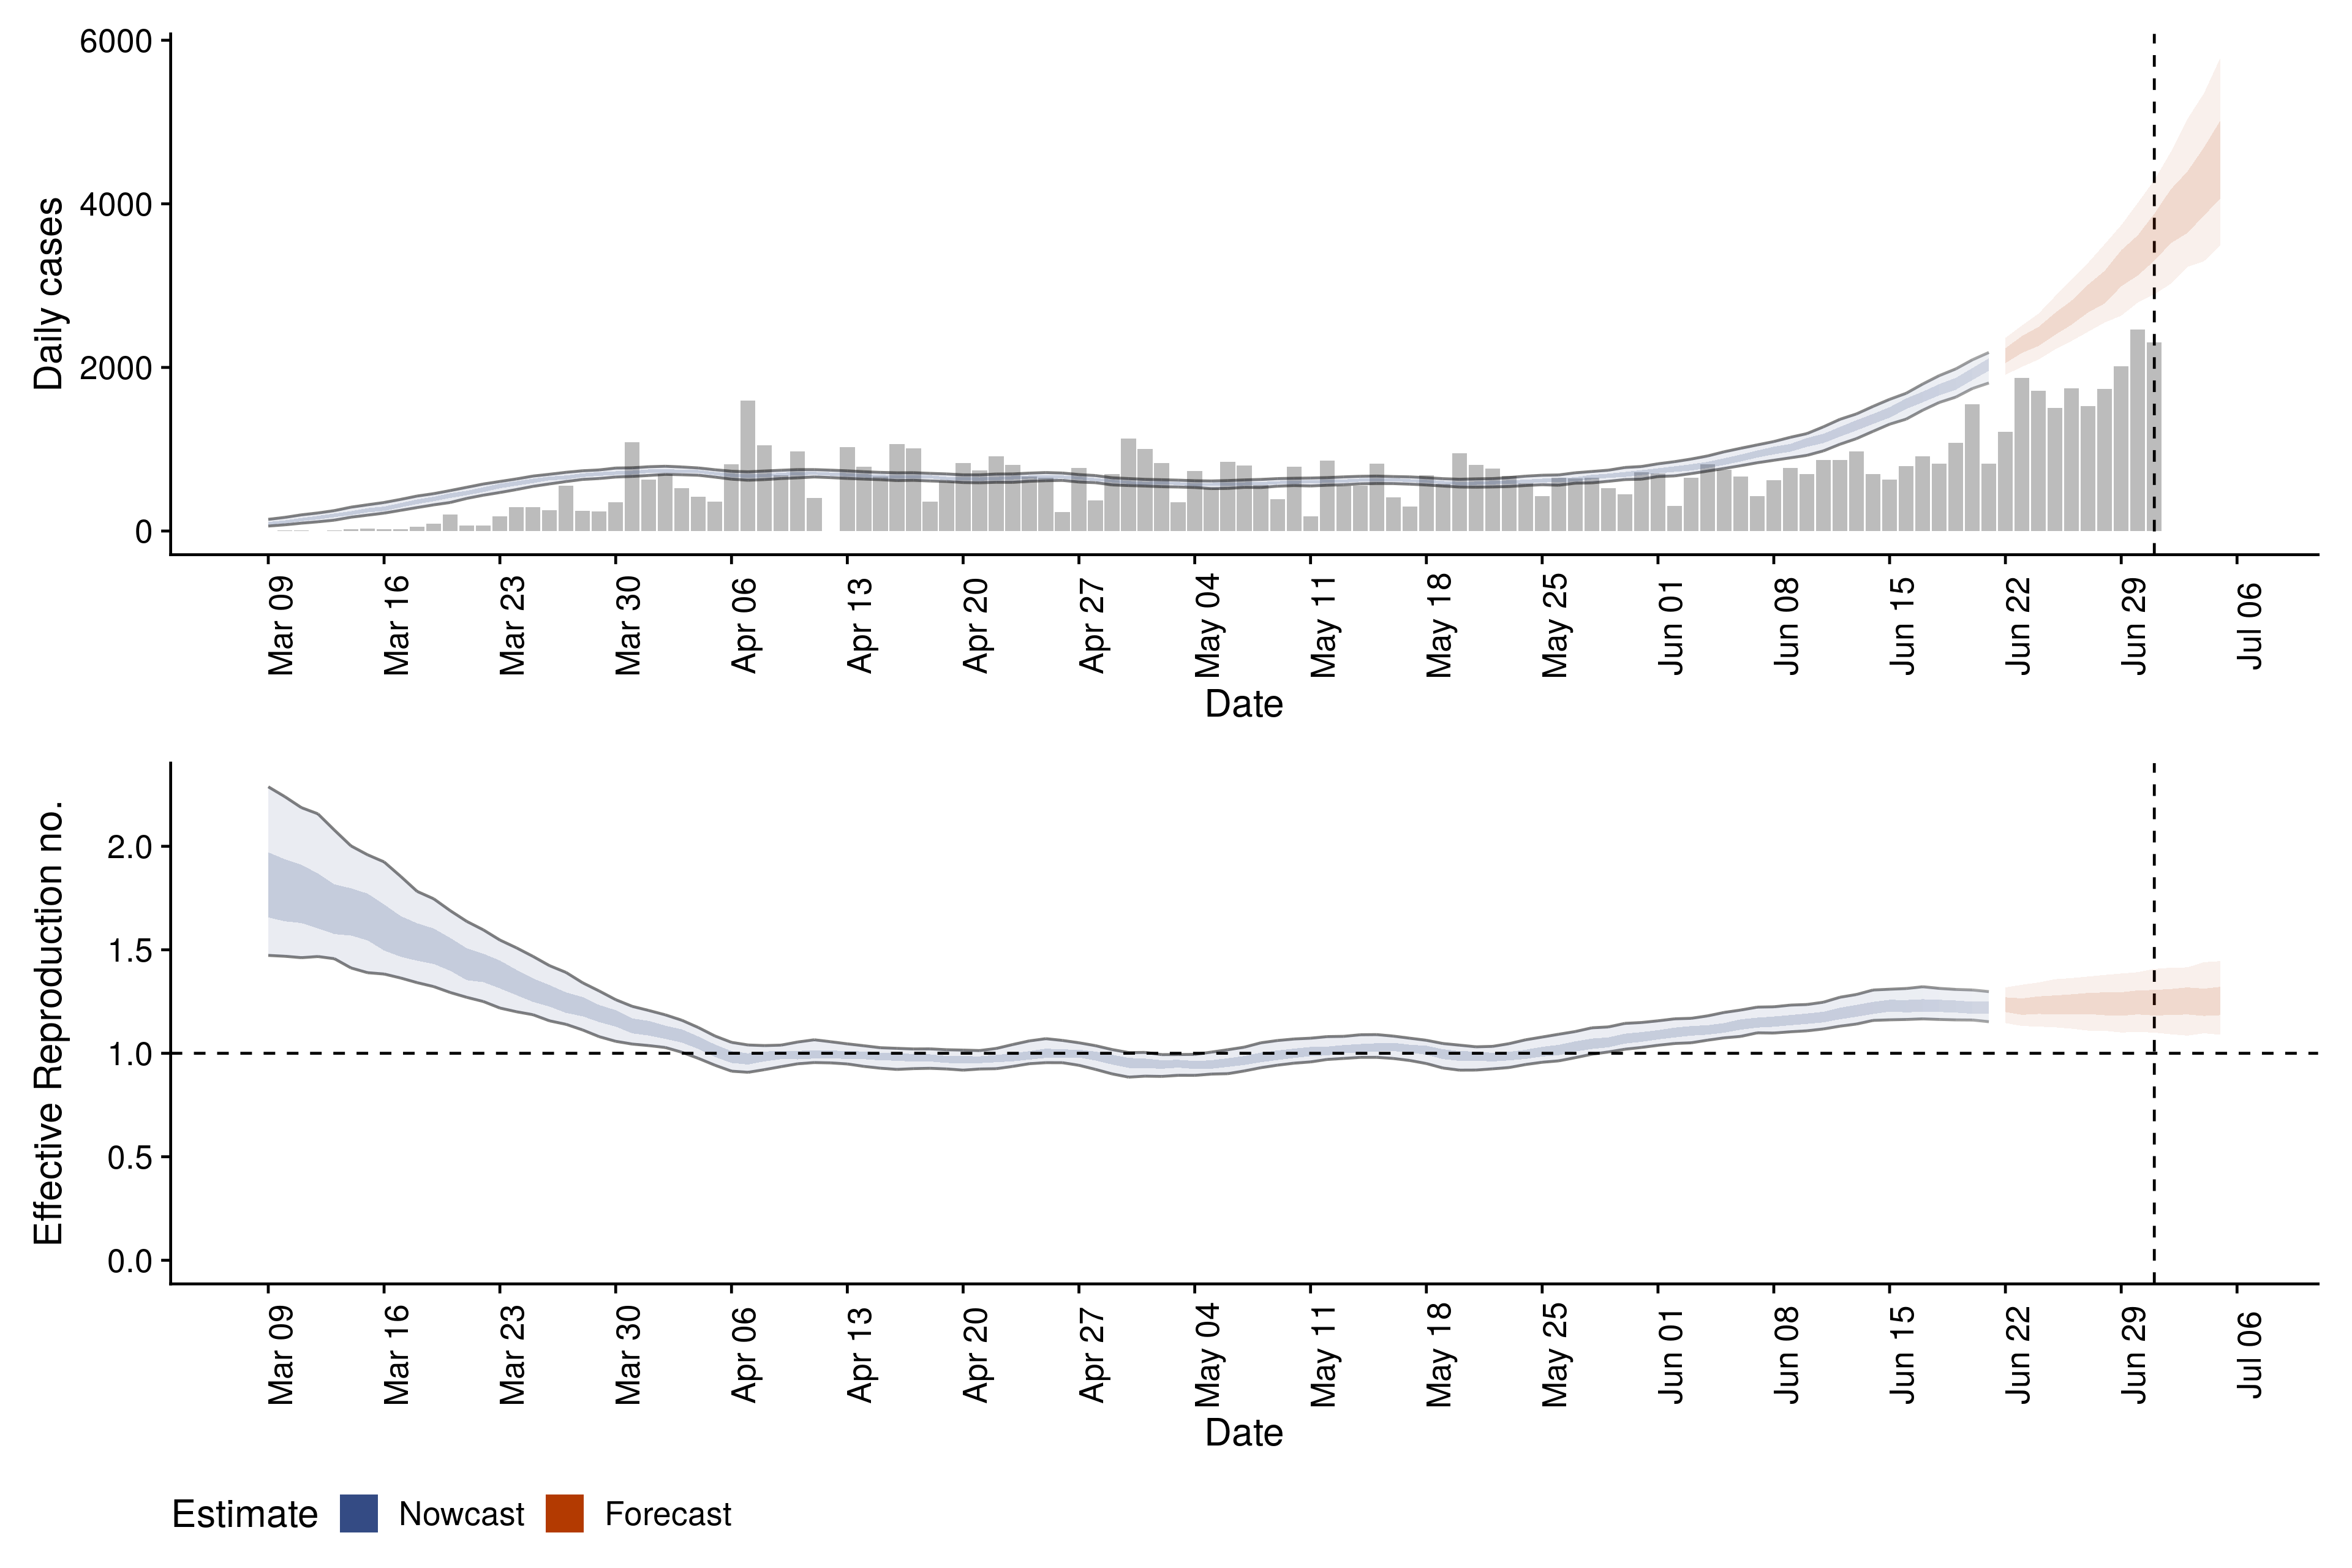 6000
4000
2000
0
Daily cases
Mar 09 Mar 16 Mar 23 Mar 30 Apr 06 Apr 13 Apr 20 Apr 27 May 04 May 11 May 18 May 25 Jun 01 Jun 08 Jun 15 Jun 22 Jun 29 Jul 06
Date
2.0
1.5
1.0
0.5
0.0
Effective Reproduction no.
Mar 09 Mar 16 Mar 23 Mar 30 Apr 06 Apr 13 Apr 20 Apr 27 May 04 May 11 May 18 May 25 Jun 01 Jun 08 Jun 15 Jun 22 Jun 29 Jul 06
Date
Estimate Nowcast Forecast